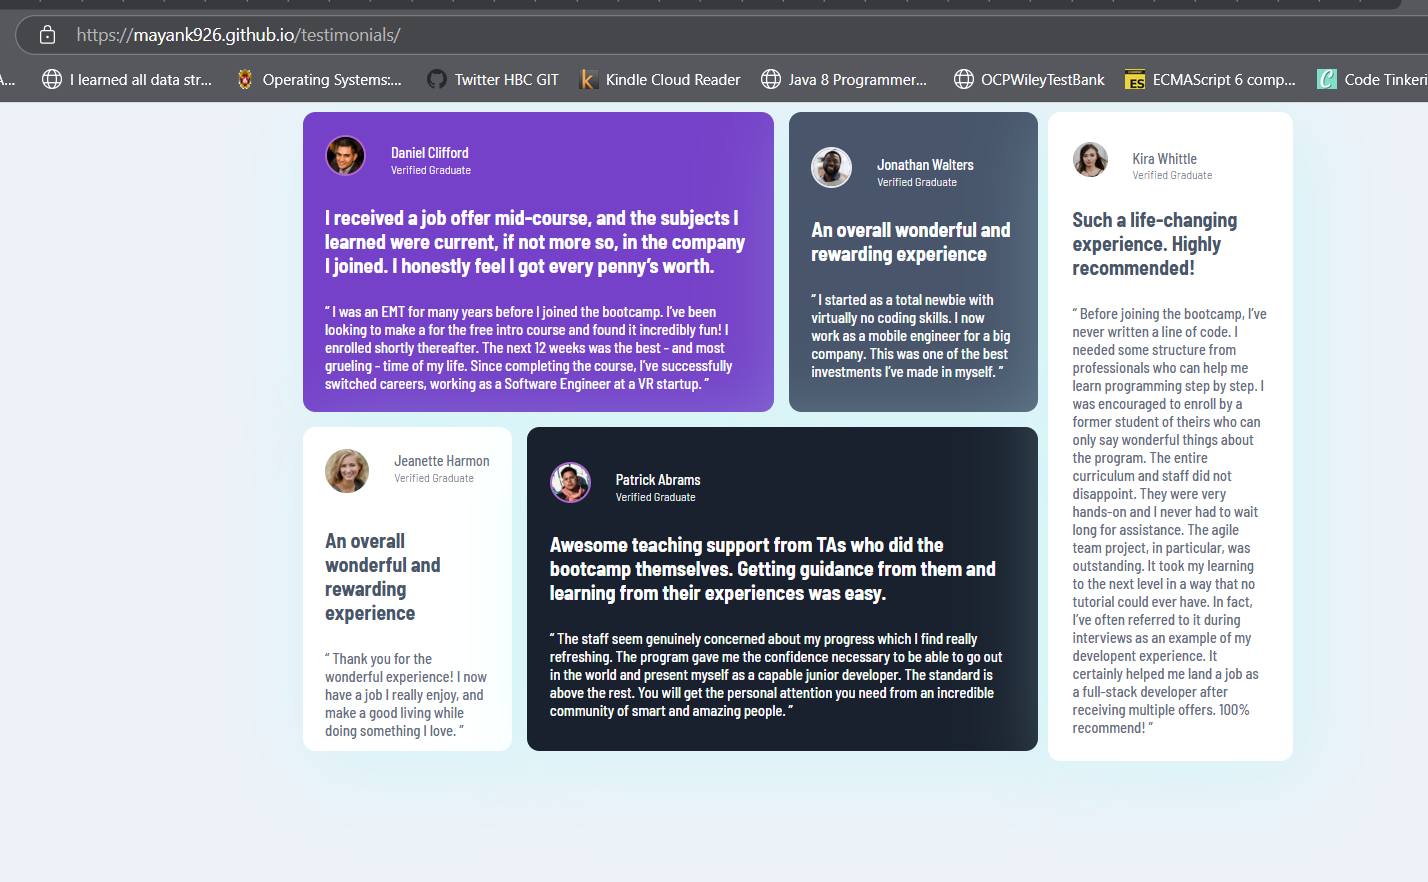 https://mayank926.github.io/testimonials/
A... I learned all data str... Operating Systems:... Twitter HBC GIT Kindle Cloud Reader Java 8 Programmer... OCPWileyTestBank ECMAScript 6 comp... Code Tinkeri
Daniel Clifford
Verified Graduate
I received a job offer mid-course, and the subjects I
learned were current, if not more so, in the company
I joined. I honestly feel I got every penny’s worth.
“ I was an EMT for many years before I joined the bootcamp. I’ve been
looking to make a for the free intro course and found it incredibly fun! I
enrolled shortly thereafter. The next 12 weeks was the best - and most
grueling - time of my life. Since completing the course, I’ve successfully
switched careers, working as a Software Engineer at a VR startup. ”
Jonathan Walters
Verified Graduate
An overall wonderful and
rewarding experience
“ I started as a total newbie with
virtually no coding skills. I now
work as a mobile engineer for a big
company. This was one of the best
investments I’ve made in myself. ”
Kira Whittle
Verified Graduate
Such a life-changing
experience. Highly
recommended!
“ Before joining the bootcamp, I’ve
never written a line of code. I
needed some structure from
professionals who can help me
learn programming step by step. I
was encouraged to enroll by a
former student of theirs who can
only say wonderful things about
the program. The entire
curriculum and staff did not
disappoint. They were very
hands-on and I never had to wait
long for assistance. The agile
team project, in particular, was
outstanding. It took my learning
to the next level in a way that no
tutorial could ever have. In fact,
I’ve often referred to it during
interviews as an example of my
developent experience. It
certainly helped me land a job as
a full-stack developer after
receiving multiple offers. 100%
recommend! ”
Jeanette Harmon
Verified Graduate
An overall
wonderful and
rewarding
experience
“ Thank you for the
wonderful experience! I now
have a job I really enjoy, and
make a good living while
doing something I love. ”
Patrick Abrams
Verified Graduate
Awesome teaching support from TAs who did the
bootcamp themselves. Getting guidance from them and
learning from their experiences was easy.
“ The staff seem genuinely concerned about my progress which I find really
refreshing. The program gave me the confidence necessary to be able to go out
in the world and present myself as a capable junior developer. The standard is
above the rest. You will get the personal attention you need from an incredible
community of smart and amazing people. ”